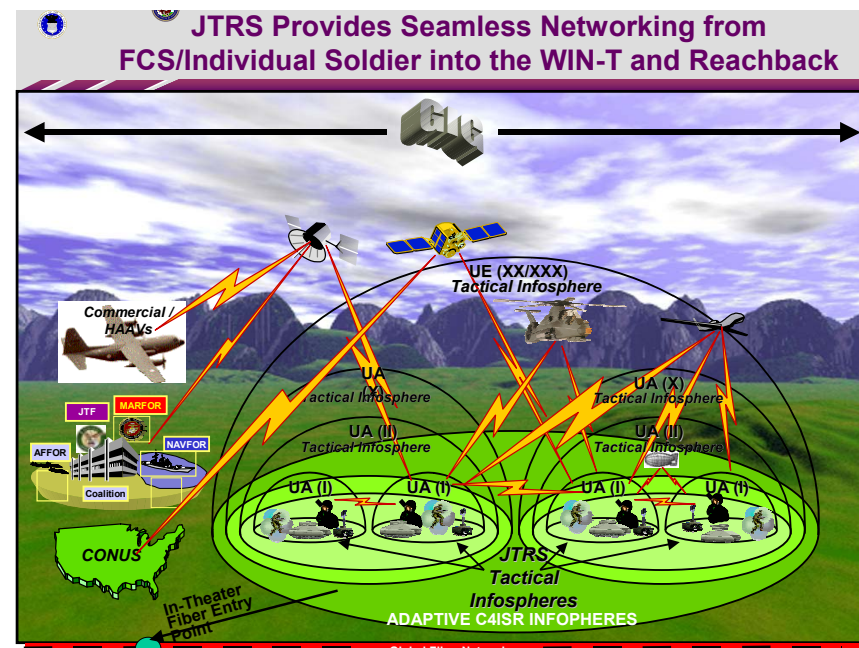 JTRS Provides Seamless Networking from
FCS/Individual Soldier into the WIN-T and Reachback
GIG
UE (XX/XXX)
Tactical Infosphere
Commercial /
HAAVs
UA
(X)
Tactical Infosphere
UA (X)
Tactical Infosphere
JTF
MARFOR
UA (II)
Tactical Infosphere
UA (II)
Tactical Infosphere
AFFOR
NAVFOR
Coalition
UA (I)
UA (I)
UA (I)
UA (I)
CONUS
JTRS
Tactical
Infospheres
In-Theater
Fiber Entry
Point
ADAPTIVE C4ISR INFOPHERES